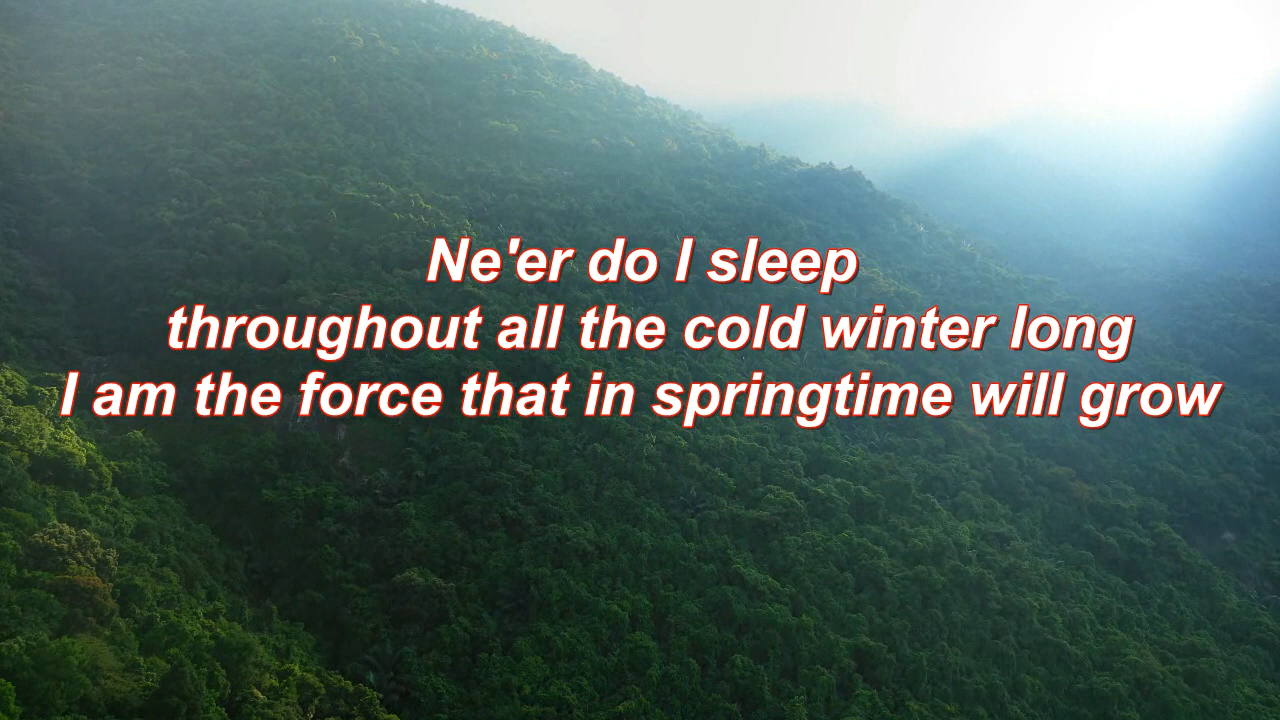 Ne'er do I sleep
throughout all the cold winter long
I am the force that in springtime will grow